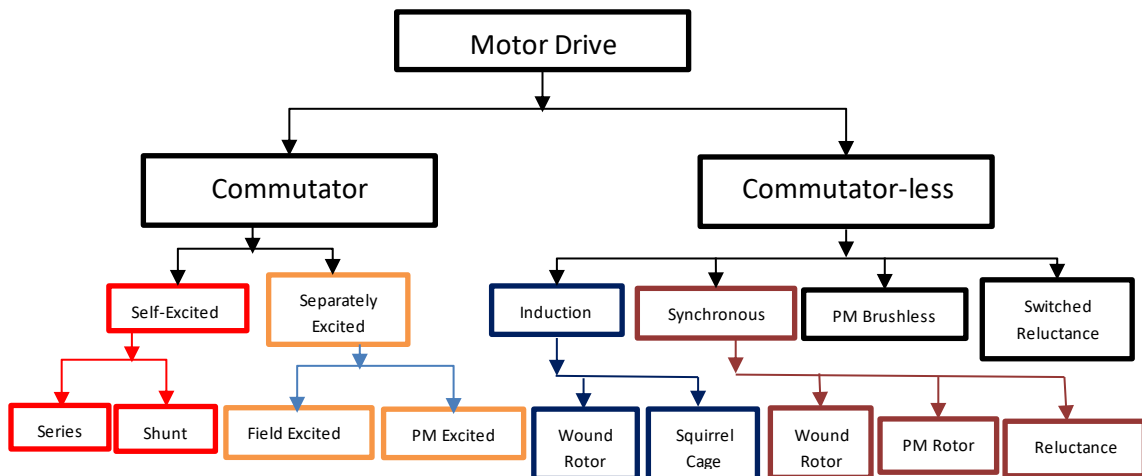 Motor Drive
Commutator
Commutator-less
Self-Excited
Separately
Excited
Induction
Synchronous
PM Brushless
Switched
Reluctance
Series
Shunt
Field Excited
PM Excited
Wound
Rotor
Squirrel
Cage
Wound
Rotor
PM Rotor
Reluctance